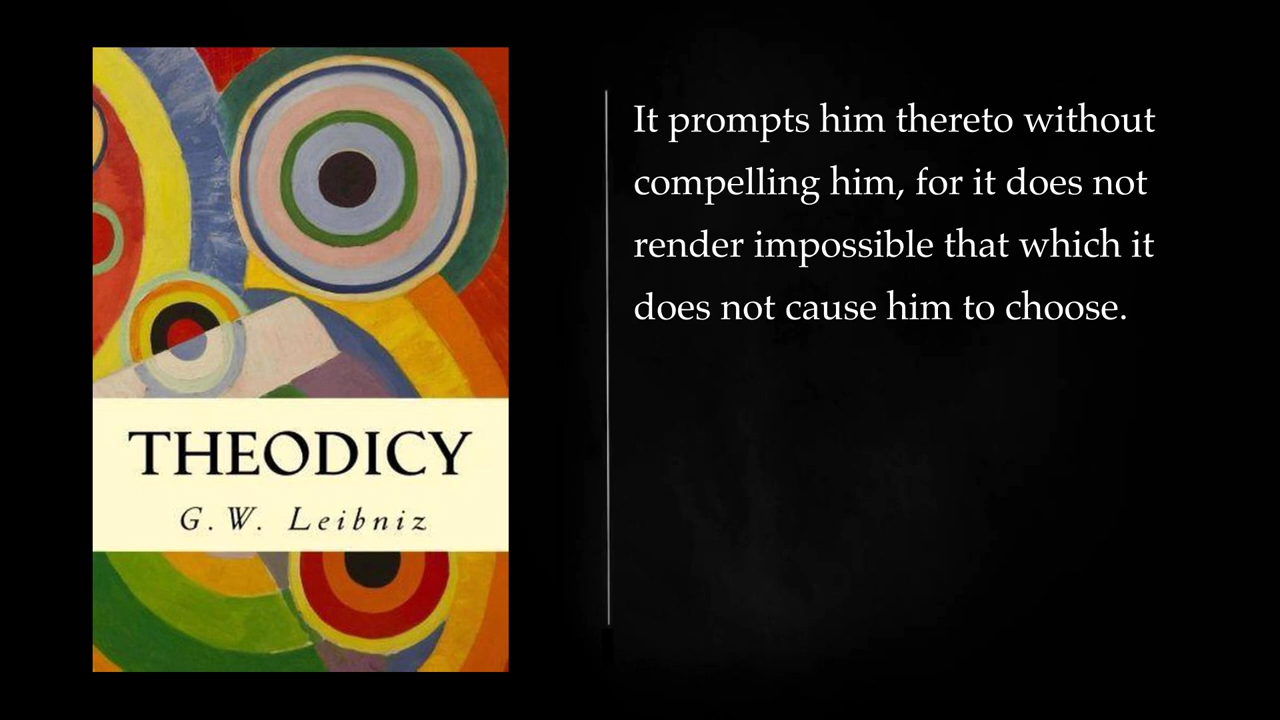 THEODICY
G. W. Leibniz
It prompts him thereto without
compelling him, for it does not
render impossible that which it
does not cause him to choose.